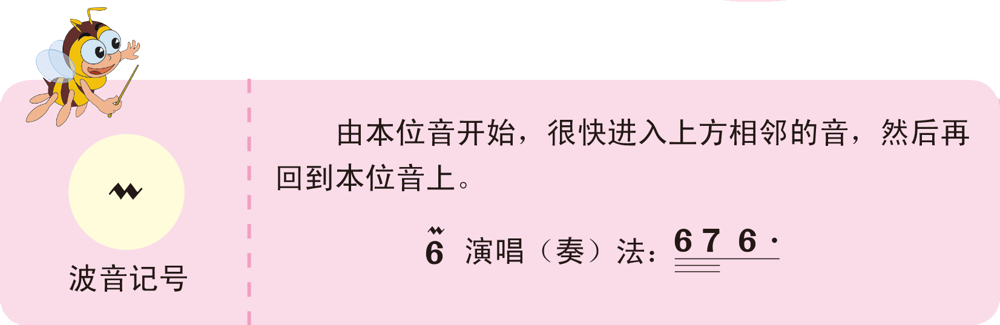 由本位音开始，很快进入上方相邻的音，然后再
回到本位音上。
6 演唱（奏）法：6 7 6 ·
波音记号